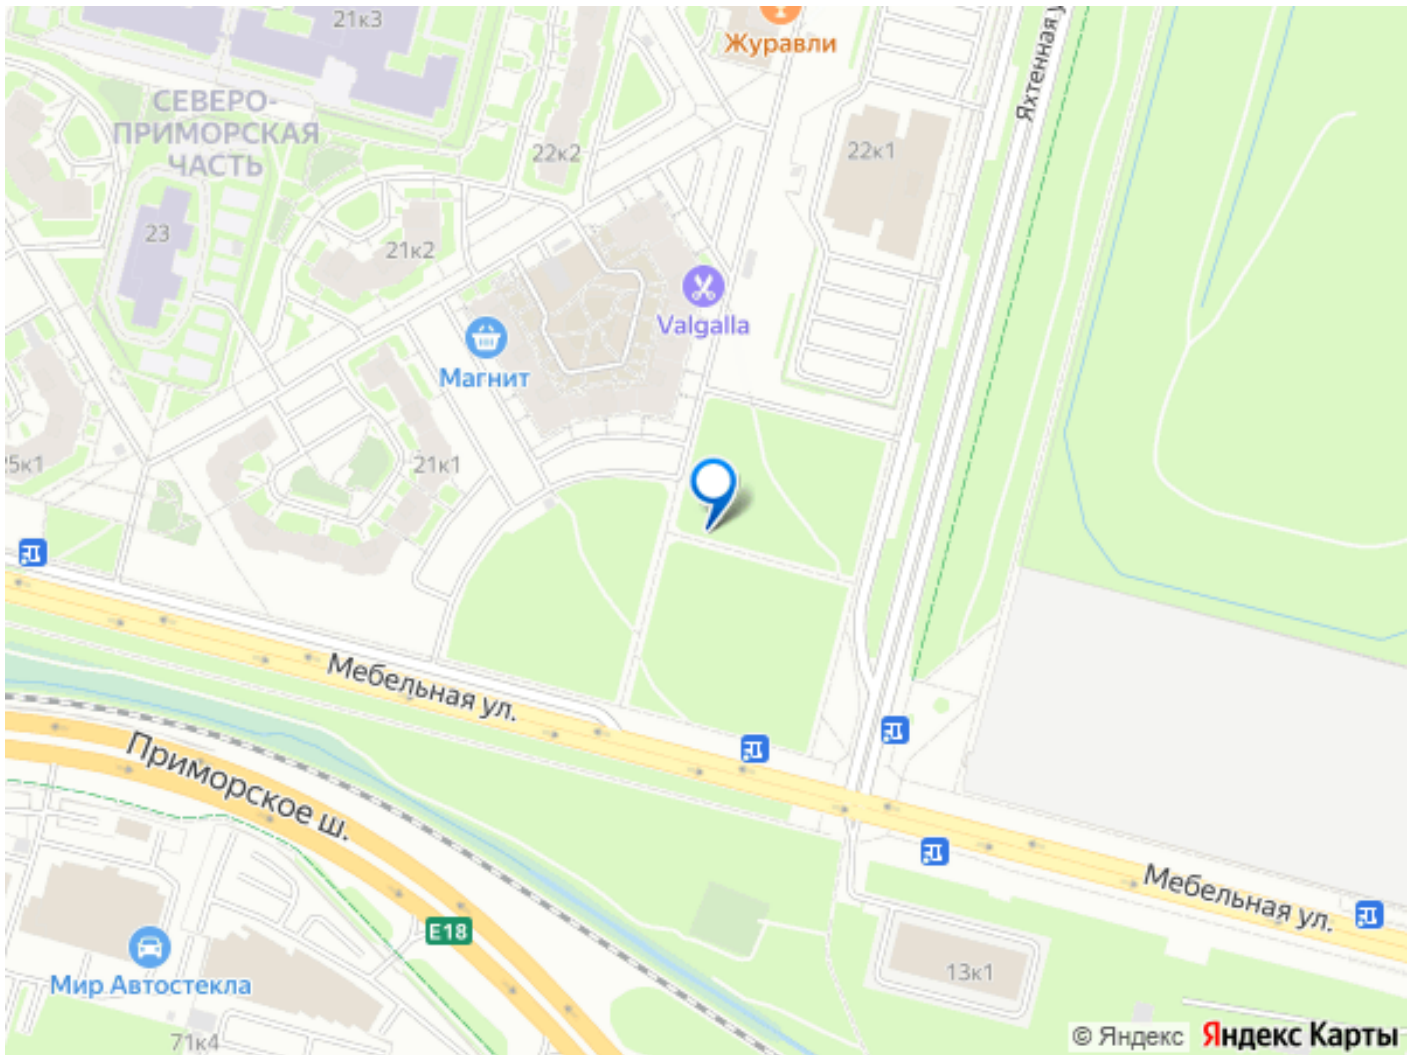 21к3
Журавли
Яхтенная у
СЕВЕРО-
ПРИМОРСКАЯ
ЧАСТЬ
22к2
22к1
23
21к2
Valgalla
Магнит
25к1
21к1
Мебельная ул.
Приморское ш.
Мебельная ул.
E18
Мир Автостекла
13к1
71к4
© Яндекс
Яндекс Карты